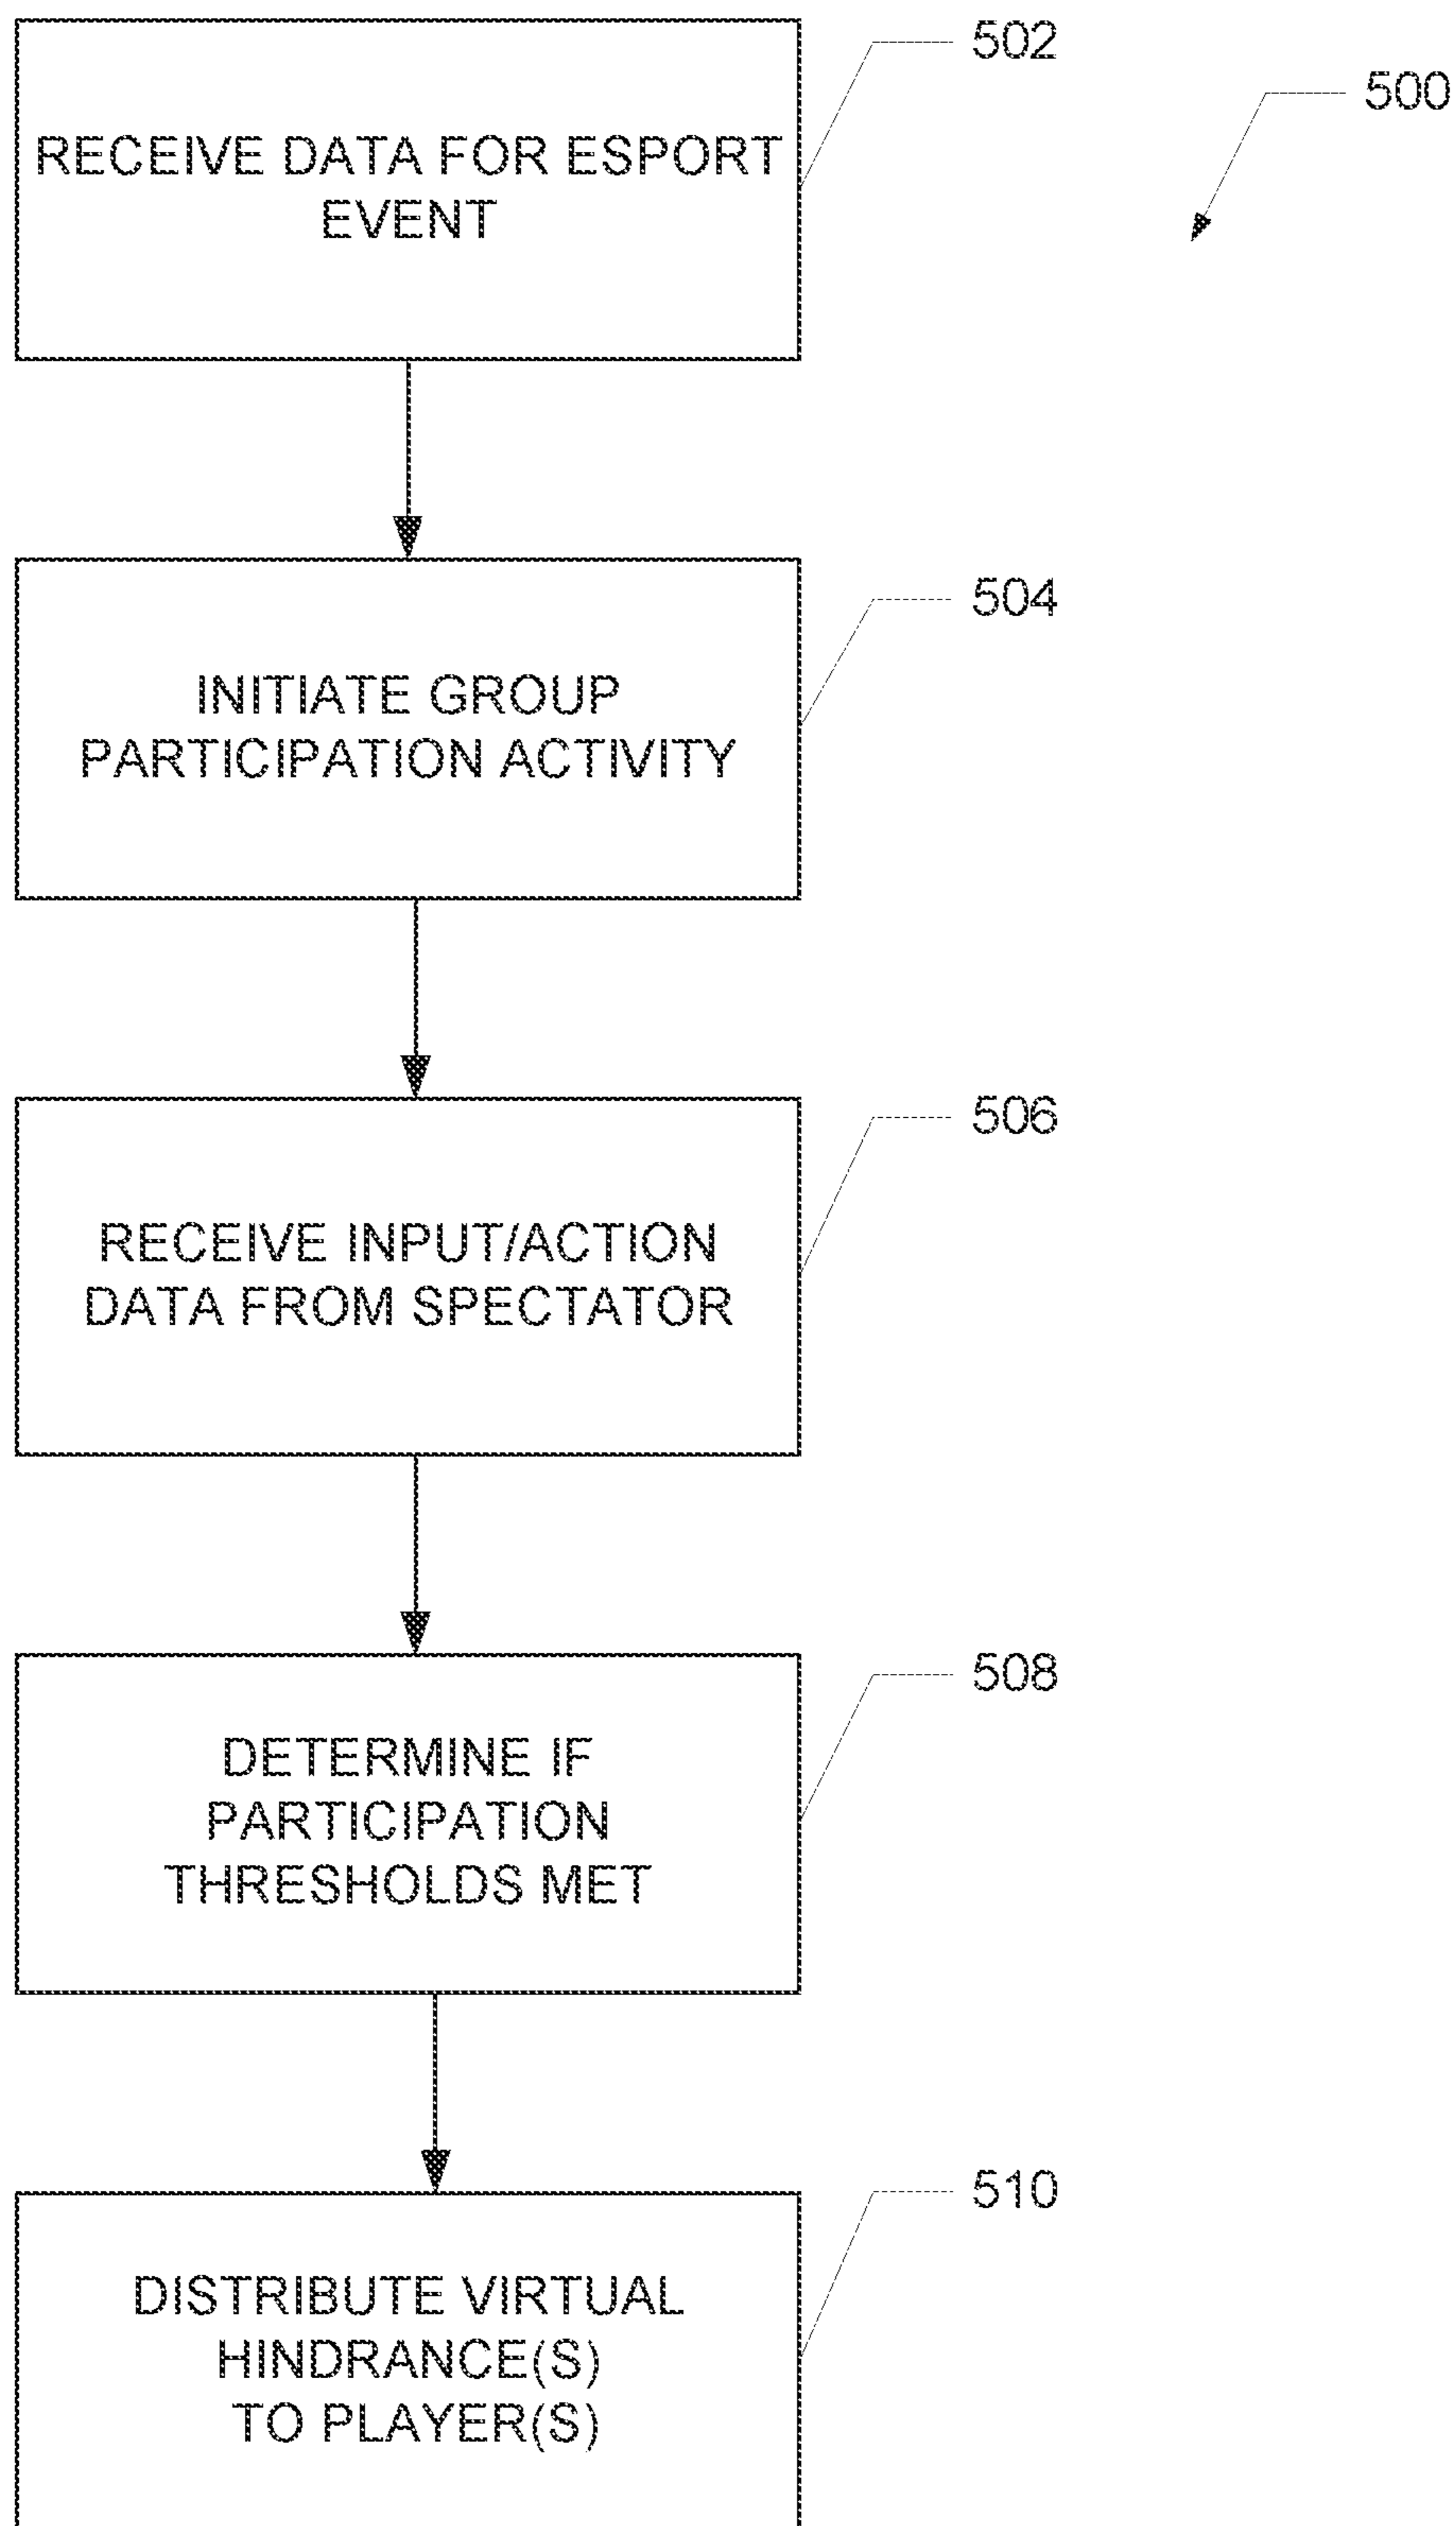 502
500
RECEIVE DATA FOR ESPORT
EVENT
504
INITIATE GROUP
PARTICIPATION ACTIVITY
506
RECEIVE INPUT/ACTION
DATA FROM SPECTATOR
508
DETERMINE IF
PARTICIPATION
THRESHOLDS MET
510
DISTRIBUTE VIRTUAL
HINDRANCE(S)
TO PLAYER(S)